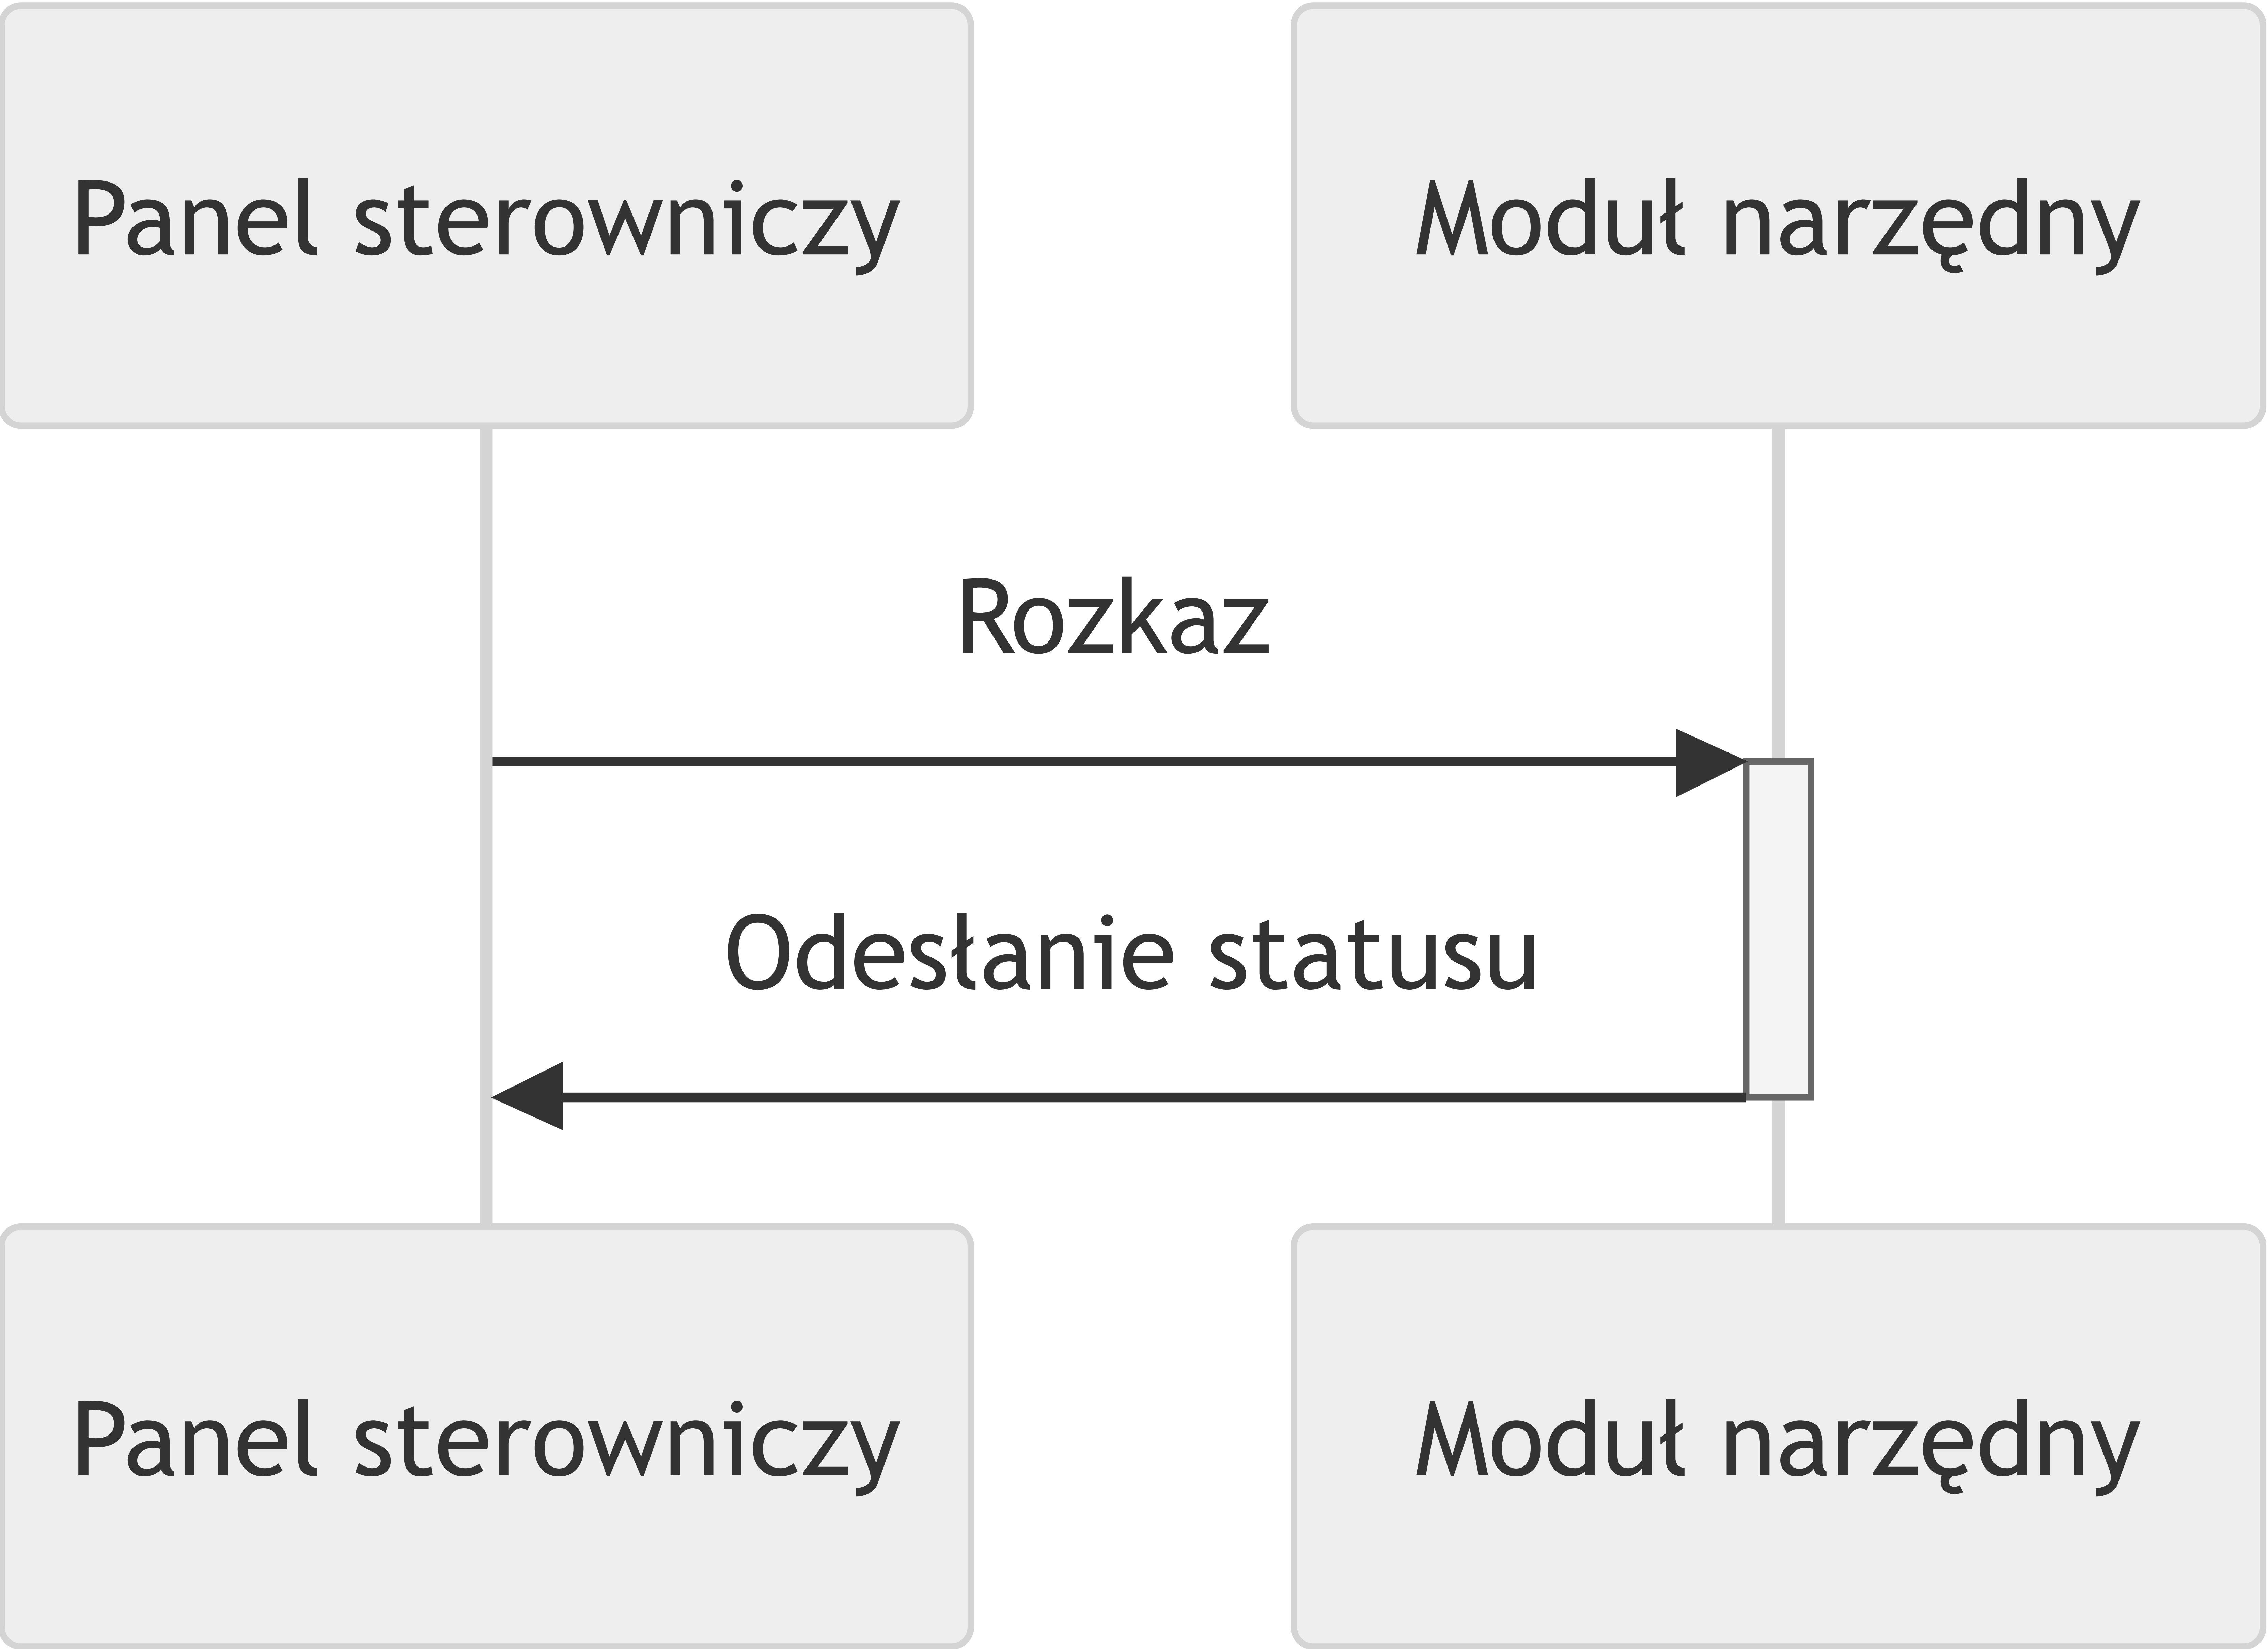 Panel sterowniczy
Moduł narzędny
Rozkaz
Odesłanie statusu
Panel sterowniczy
Moduł narzędny